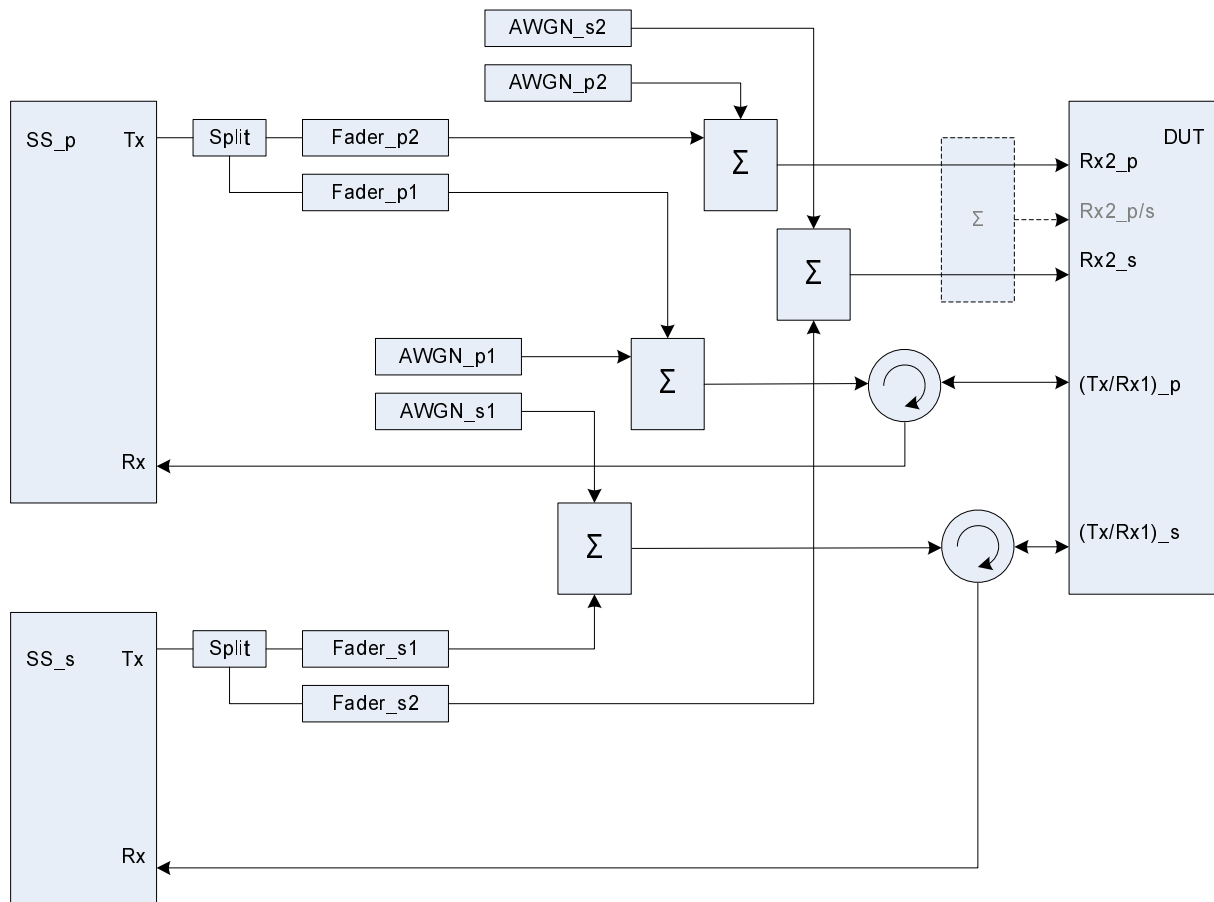 AWGN_s2
AWGN_p2
SS_p
Tx
Split
Fader_p2
Fader_p1
Σ
Σ
Σ
DUT
Rx2_p
Rx2_p/s
Rx2_s
AWGN_p1
AWGN_s1
Σ
(Tx/Rx1)_p
Rx
Σ
(Tx/Rx1)_s
SS_s
Tx
Split
Fader_s1
Fader_s2
Rx